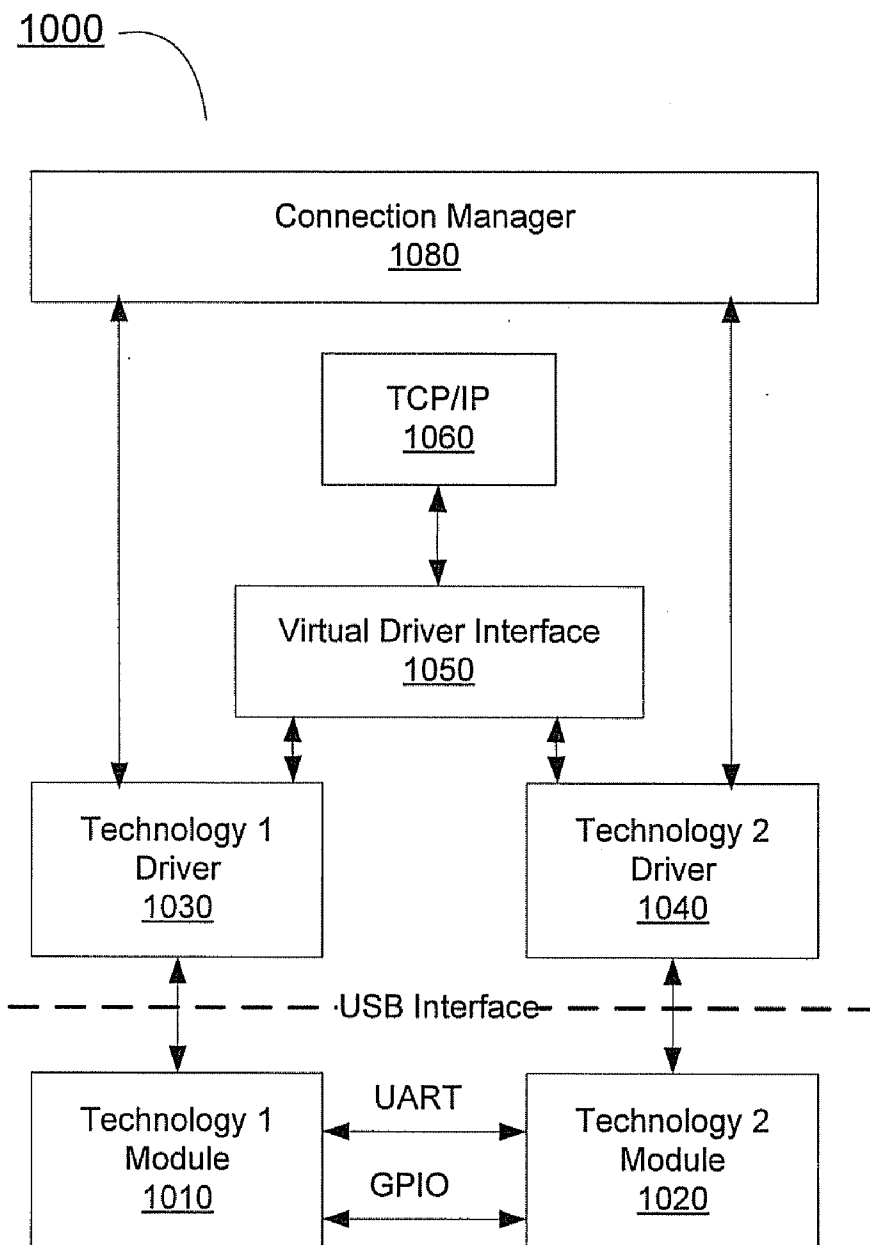 1000
Connection Manager
1080
TCP/IP
1060
Virtual Driver Interface
1050
Technology 1
Driver
1030
Technology 2
Driver
1040
USB Interface
Technology 1
Module
1010
UART
GPIO
Technology 2
Module
1020